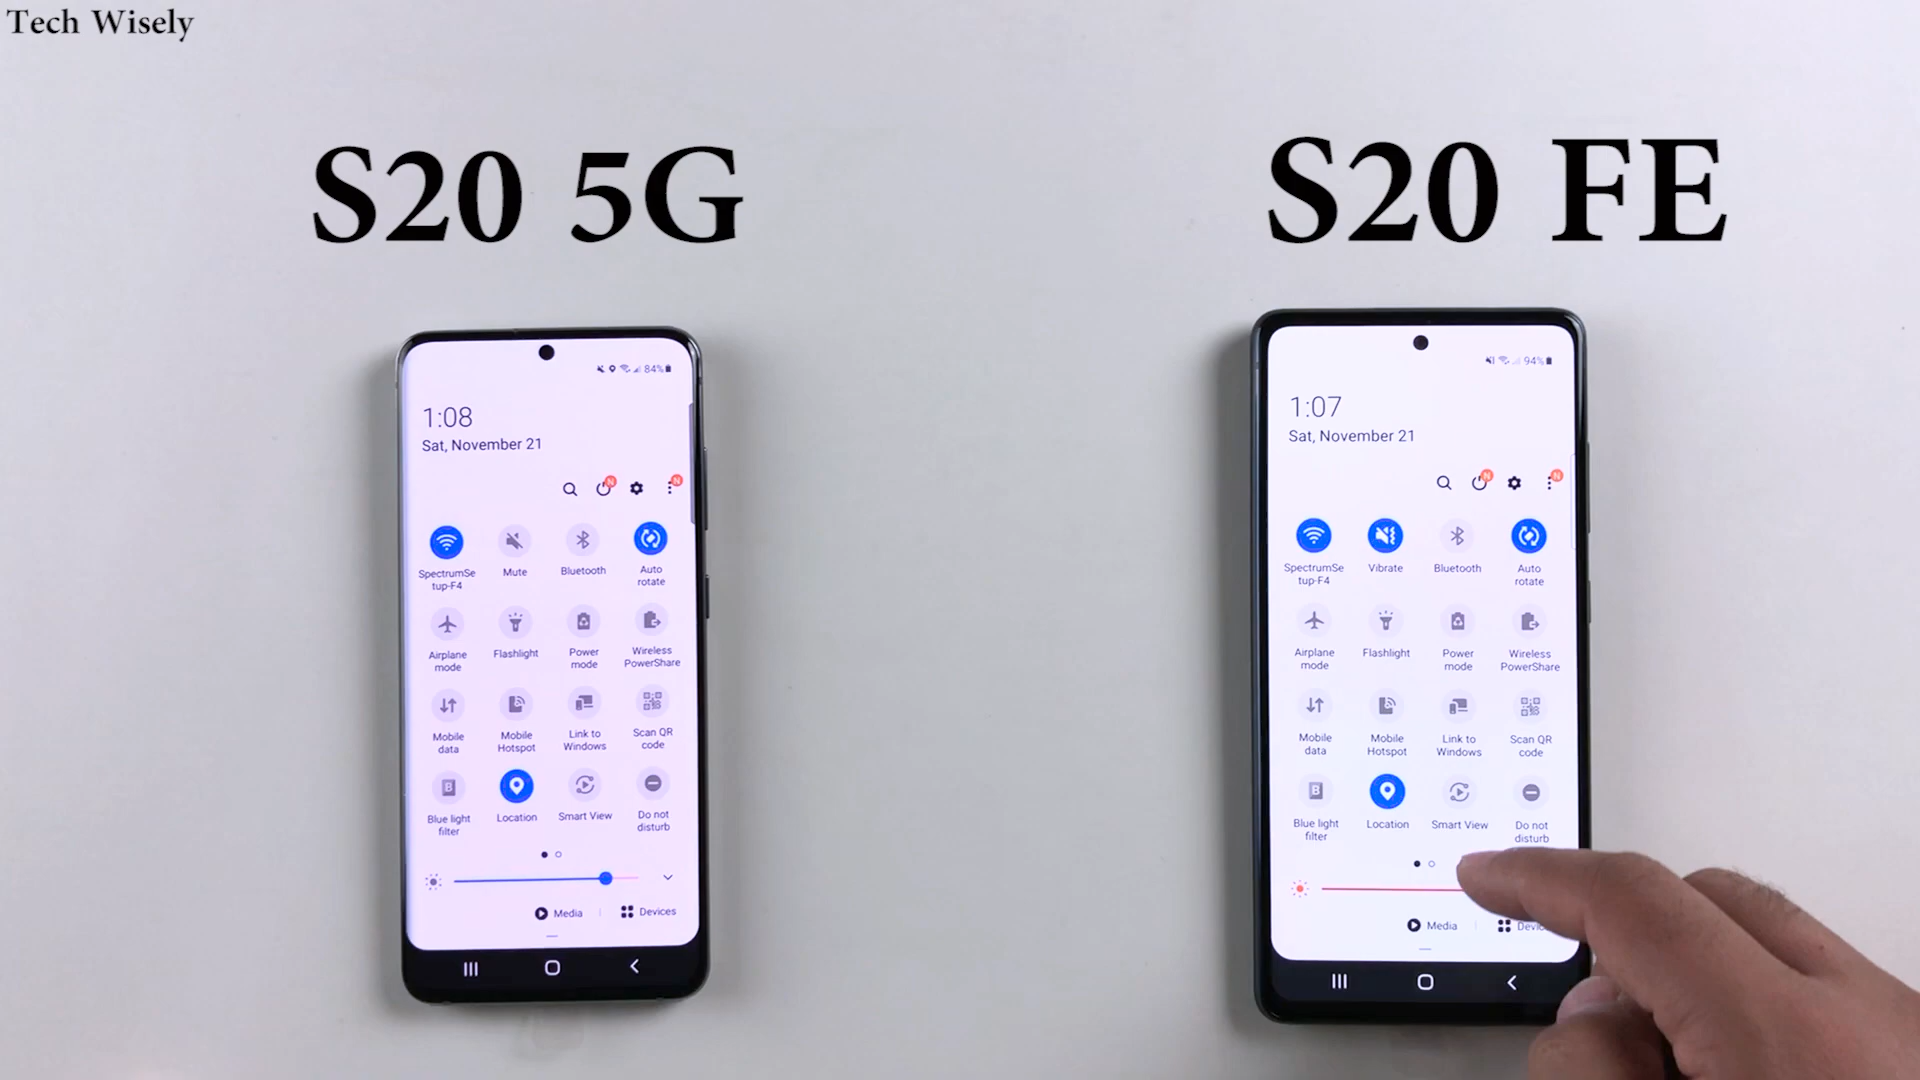 Tech Wisely
S20 5G
S20 FE
84%
1:08
Sat, November 21
N
N
SpectrumSe
tup-F4
Mute
Bluetooth
Auto
rotate
Airplane
mode
Flashlight
Power
mode
Wireless
PowerShare
Mobile
data
Mobile
Hotspot
Link to
Windows
Scan QR
code
B
Blue light
filter
Location
Smart View
Do not
disturb
Media
Devices
94%
1:07
Sat, November 21
N
N
SpectrumSe
tup-F4
Vibrate
Bluetooth
Auto
rotate
Airplane
mode
Flashlight
Power
mode
Wireless
PowerShare
Mobile
data
Mobile
Hotspot
Link to
Windows
Scan QR
code
B
Blue light
filter
Location
Smart View
Do not
disturb
Media